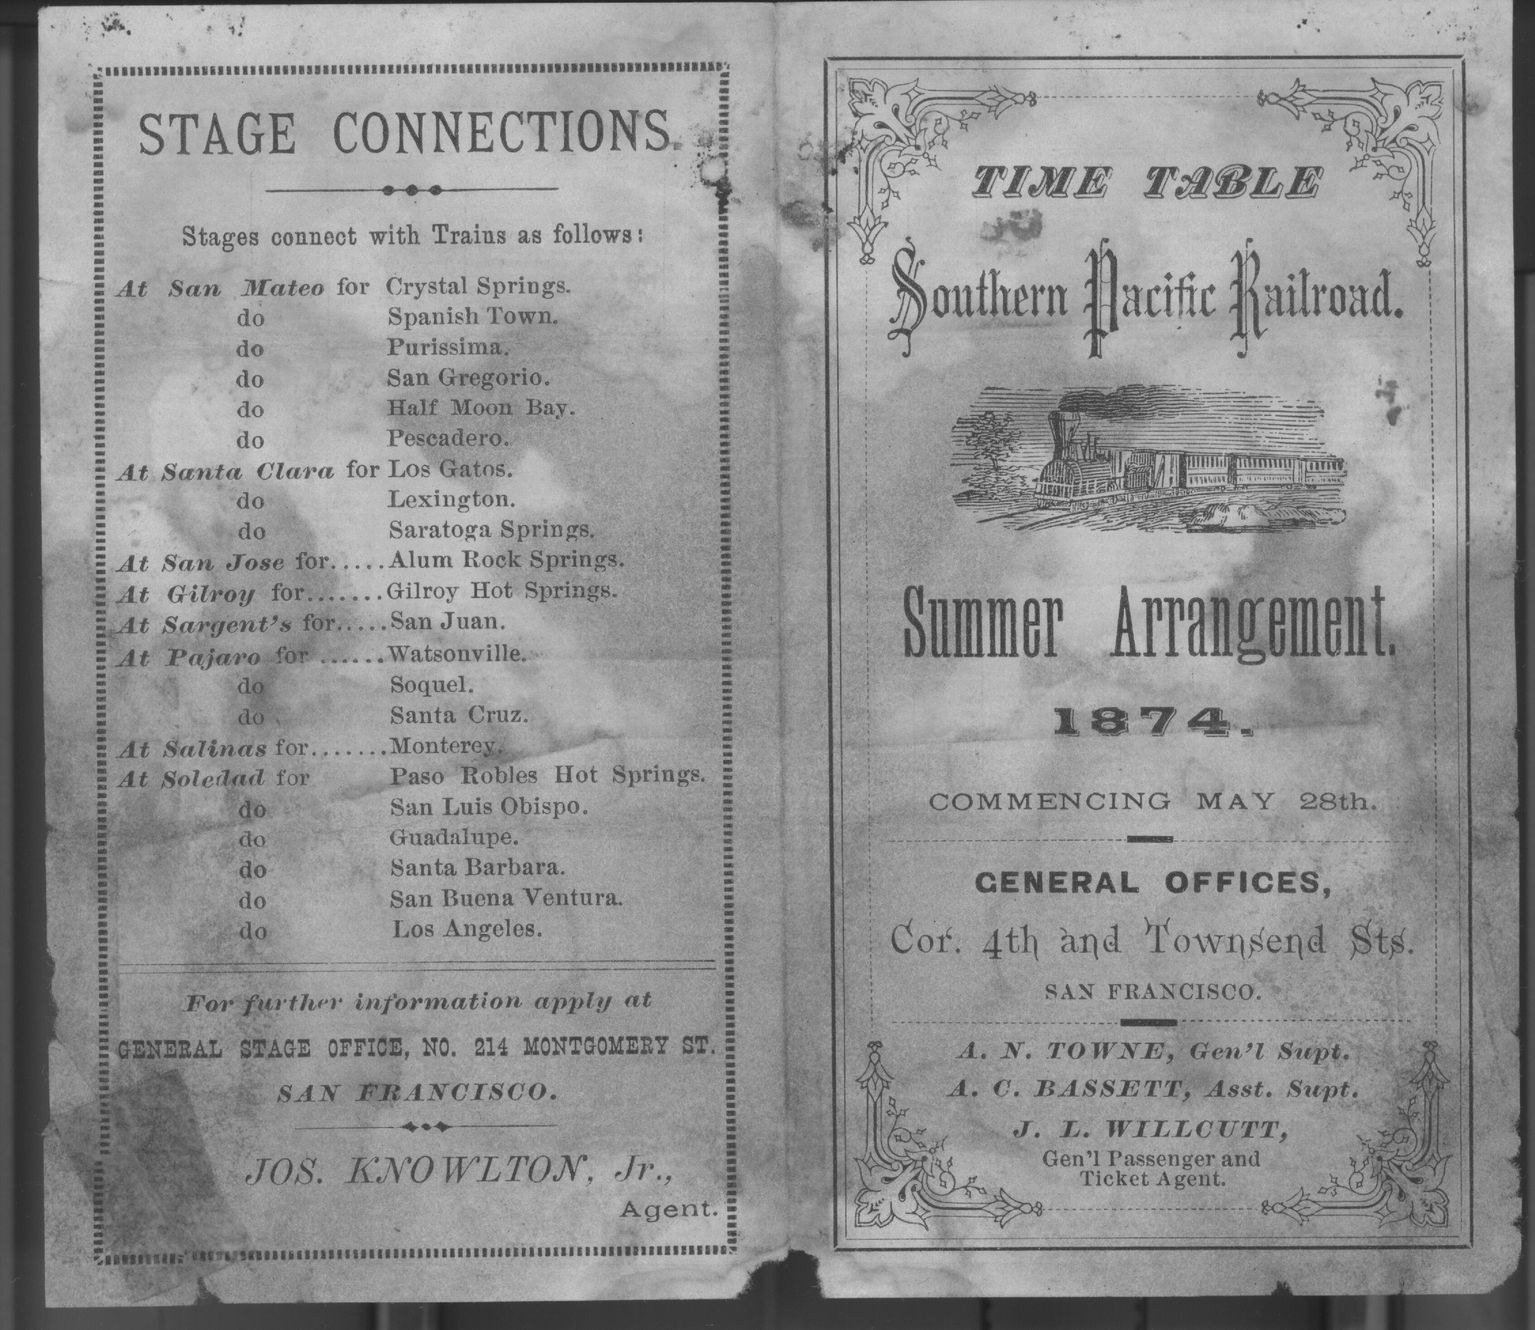 STAGE CONNECTIONS.
Stages connect with Trains as follows:
At San Mateo for Crystal Springs.
do Spanish Town.
do Purissima.
do San Gregorio.
do Half Moon Bay.
do Pescadero.
At Santa Clara for Los Gatos.
do Lexington.
do Saratoga Springs.
At San Jose for.....Alum Rock Springs.
At Gilroy for.......Gilroy Hot Springs.
At Sargent's for.....San Juan.
At Pajaro for ......Watsonville.
do Soquel.
do Santa Cruz.
At Salinas for.......Monterey.
At Soledad for Paso Robles Hot Springs.
do San Luis Obispo.
do Guadalupe.
do Santa Barbara.
do San Buena Ventura.
do Los Angeles.
For further information apply at
GENERAL STAGE OFFICE, NO. 214 MONTGOMERY ST.
SAN FRANCISCO.
JOS. KNOWLTON, Jr.,
Agent.
TIME TABLE
Southern Pacific Railroad.
Summer Arrangement.
1874.
COMMENCING MAY 28th.
GENERAL OFFICES,
Cor. 4th and Townsend Sts.
SAN FRANCISCO.
A. N. TOWNE, Gen'l Supt.
A. C. BASSETT, Asst. Supt.
J. L. WILLCUTT,
Gen'l Passenger and
Ticket Agent.